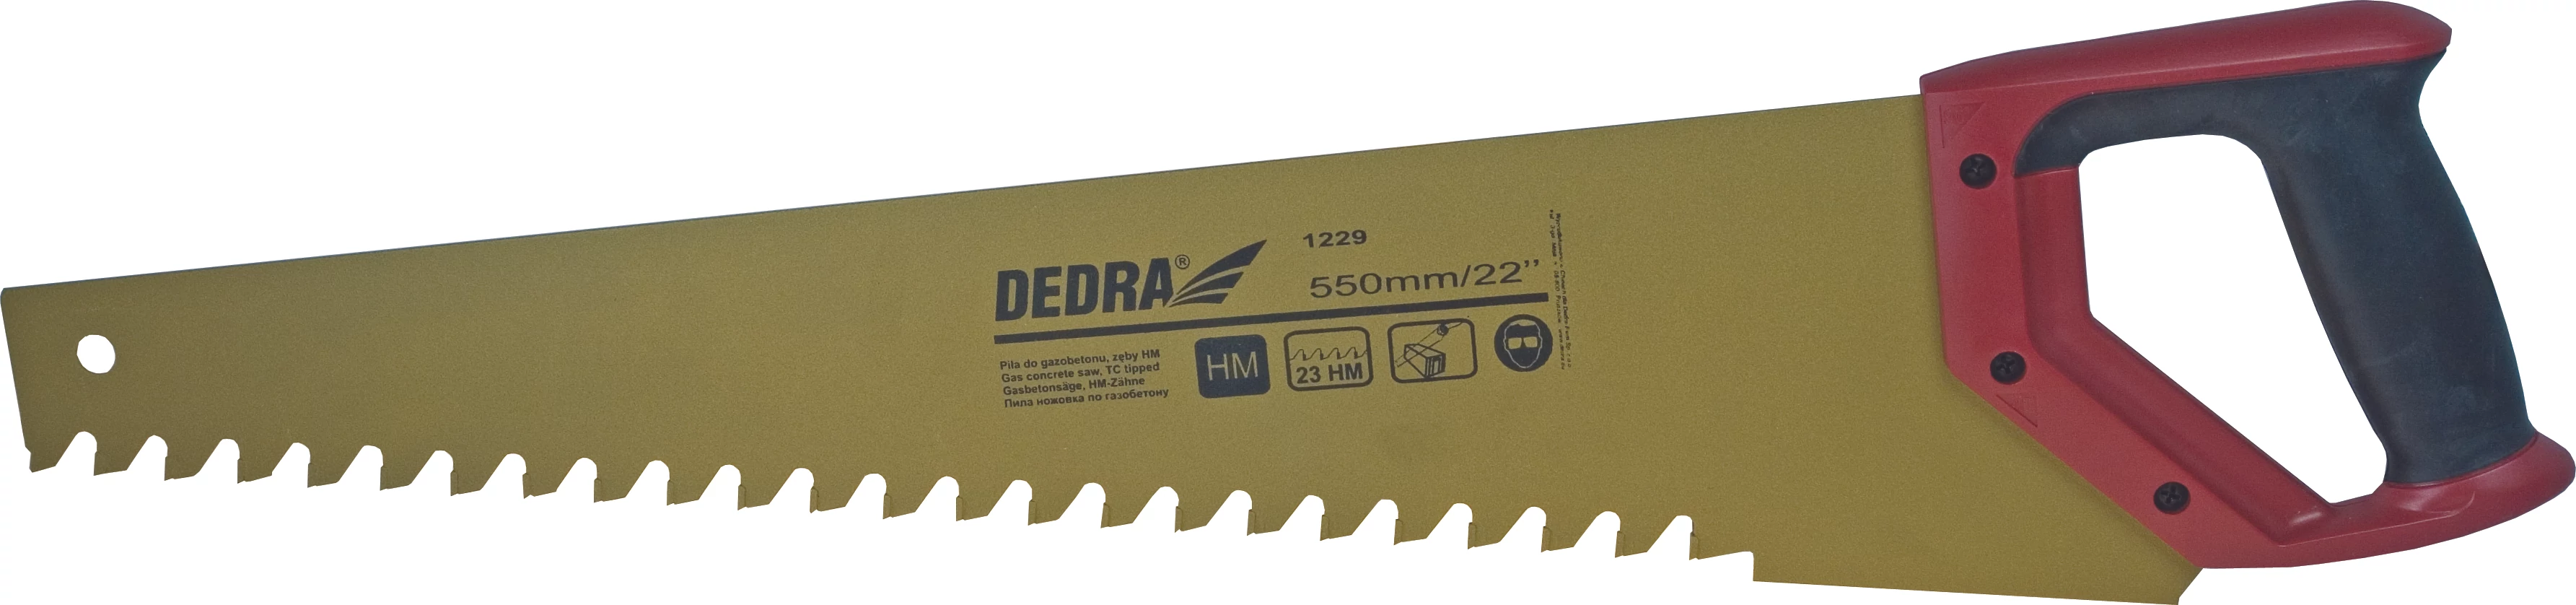 DEDRA®
1229
550mm/22”
Piła do gazobetonu, zęby HM
Gas concrete saw, TC tipped
Gasbetonsäge, HM-Zähne
Пила ножовка по газобетону
HM
23 HM